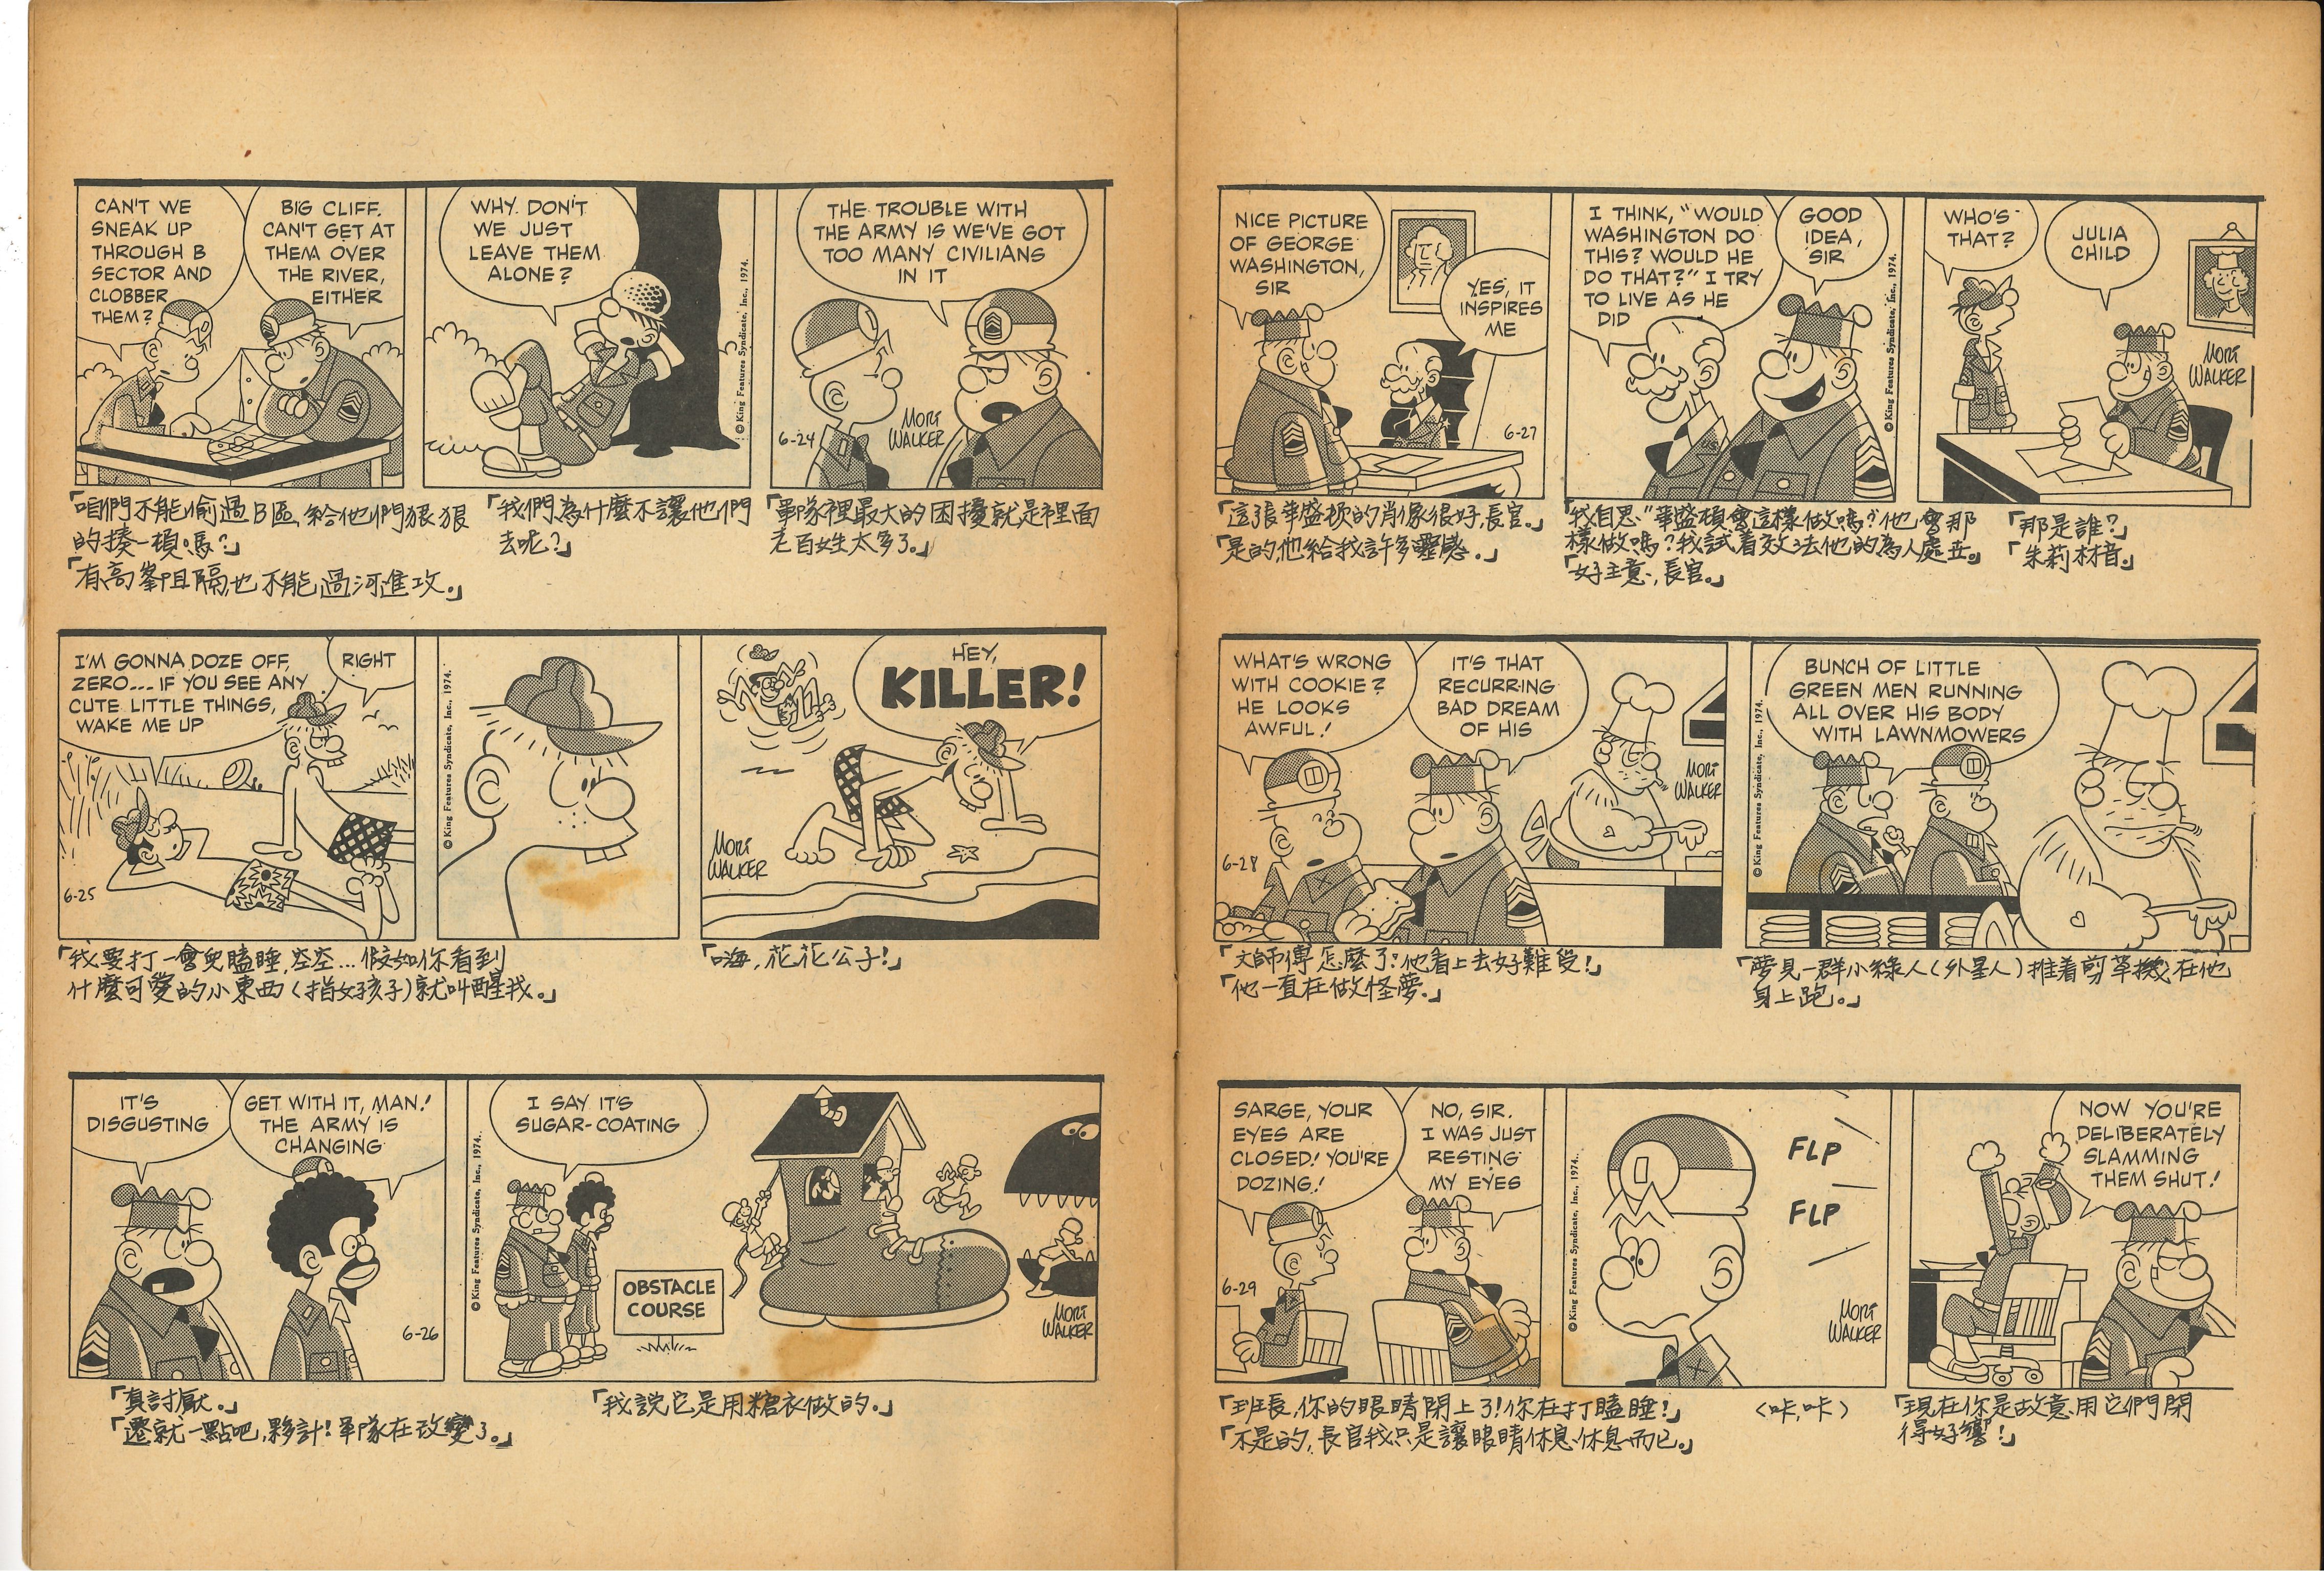 CAN'T WE
SNEAK UP
THROUGH B
SECTOR AND
CLOBBER
THEM?
BIG CLIFF.
CAN'T GET AT
THEM OVER
THE RIVER,
EITHER
WHY DON'T
WE JUST
LEAVE THEM
ALONE?
© King Features Syndicate, Inc., 1974.
THE TROUBLE WITH
THE ARMY IS WE'VE GOT
TOO MANY CIVILIANS
IN IT
6-24
MORT
WALKER
「咱們不能偷過B區,給他們狠狠
的揍一頓嗎?」
「有高峯阻隔,也不能過河進攻。」
「我們為什麼不讓他們
去呢?」
「軍隊裡最大的困擾就是裡面
老百姓太多了。」
I'M GONNA DOZE OFF,
ZERO... IF YOU SEE ANY
CUTE LITTLE THINGS,
WAKE ME UP
RIGHT
6-25
© King Features Syndicate, Inc., 1974.
HEY,
KILLER!
MORT
WALKER
「我要打一會兒瞌睡,空空...假如你看到
什麼可愛的小東西(指女孩子)就叫醒我。」
「嗨,花花公子!」
IT'S
DISGUSTING
GET WITH IT, MAN!
THE ARMY IS
CHANGING
6-26
© King Features Syndicate, Inc., 1974.
I SAY IT'S
SUGAR-COATING
OBSTACLE
COURSE
MORT
WALKER
「真討厭。」
「遷就一點吧,夥計!軍隊在改變了。」
「我說它是用糖衣做的。」
NICE PICTURE
OF GEORGE
WASHINGTON,
SIR
YES, IT
INSPIRES
ME
6-27
I THINK, "WOULD
WASHINGTON DO
THIS? WOULD HE
DO THAT?" I TRY
TO LIVE AS HE
DID
GOOD
IDEA,
SIR
© King Features Syndicate, Inc., 1974.
WHO'S
THAT?
JULIA
CHILD
MORT
WALKER
「這張華盛頓的肖像很好,長官。」
「是的,他給我許多靈感。」
「我自思,"華盛頓會這樣做嗎?他會那
樣做嗎?我試着效法他的為人處世。
「好主意,長官。」
「那是誰?」
「朱莉林音。」
WHAT'S WRONG
WITH COOKIE?
HE LOOKS
AWFUL!
IT'S THAT
RECURRING
BAD DREAM
OF HIS
6-28
MORT
WALKER
© King Features Syndicate, Inc., 1974.
BUNCH OF LITTLE
GREEN MEN RUNNING
ALL OVER HIS BODY
WITH LAWNMOWERS
「文師傅怎麼了?他看上去好難受!」
「他一直在做怪夢。」
「夢見一群小綠人(外星人)推着剪草機,在他
身上跑。」
SARGE, YOUR
EYES ARE
CLOSED! YOU'RE
DOZING!
NO, SIR.
I WAS JUST
RESTING
MY EYES
6-29
© King Features Syndicate, Inc., 1974.
FLP
FLP
MORT
WALKER
NOW YOU'RE
DELIBERATELY
SLAMMING
THEM SHUT!
「班長,你的眼睛閉上了!你在打瞌睡!」
「不是的,長官我只是讓眼睛休息休息而已。」
〈咔,咔〉
「現在你是故意用它們閉
得好響!」